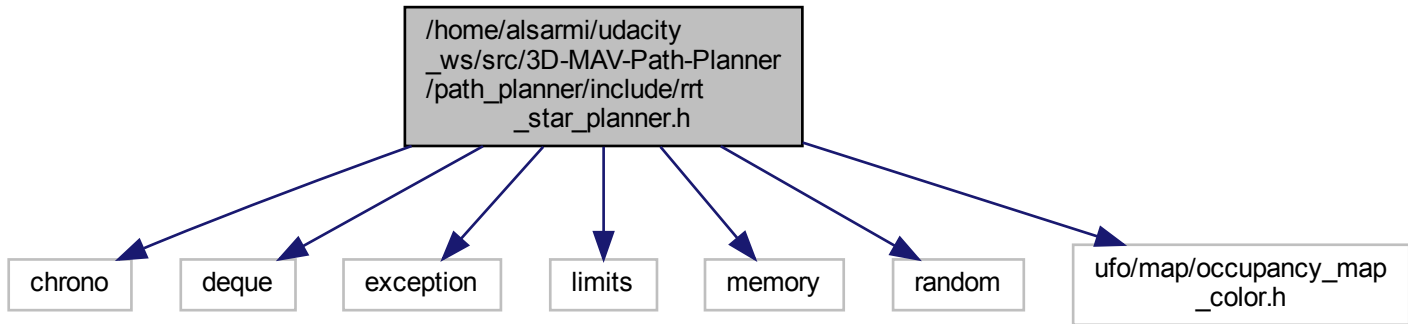 /home/alsarmi/udacity
_ws/src/3D-MAV-Path-Planner
/path_planner/include/rrt
_star_planner.h
chrono
deque
exception
limits
memory
random
ufo/map/occupancy_map
_color.h